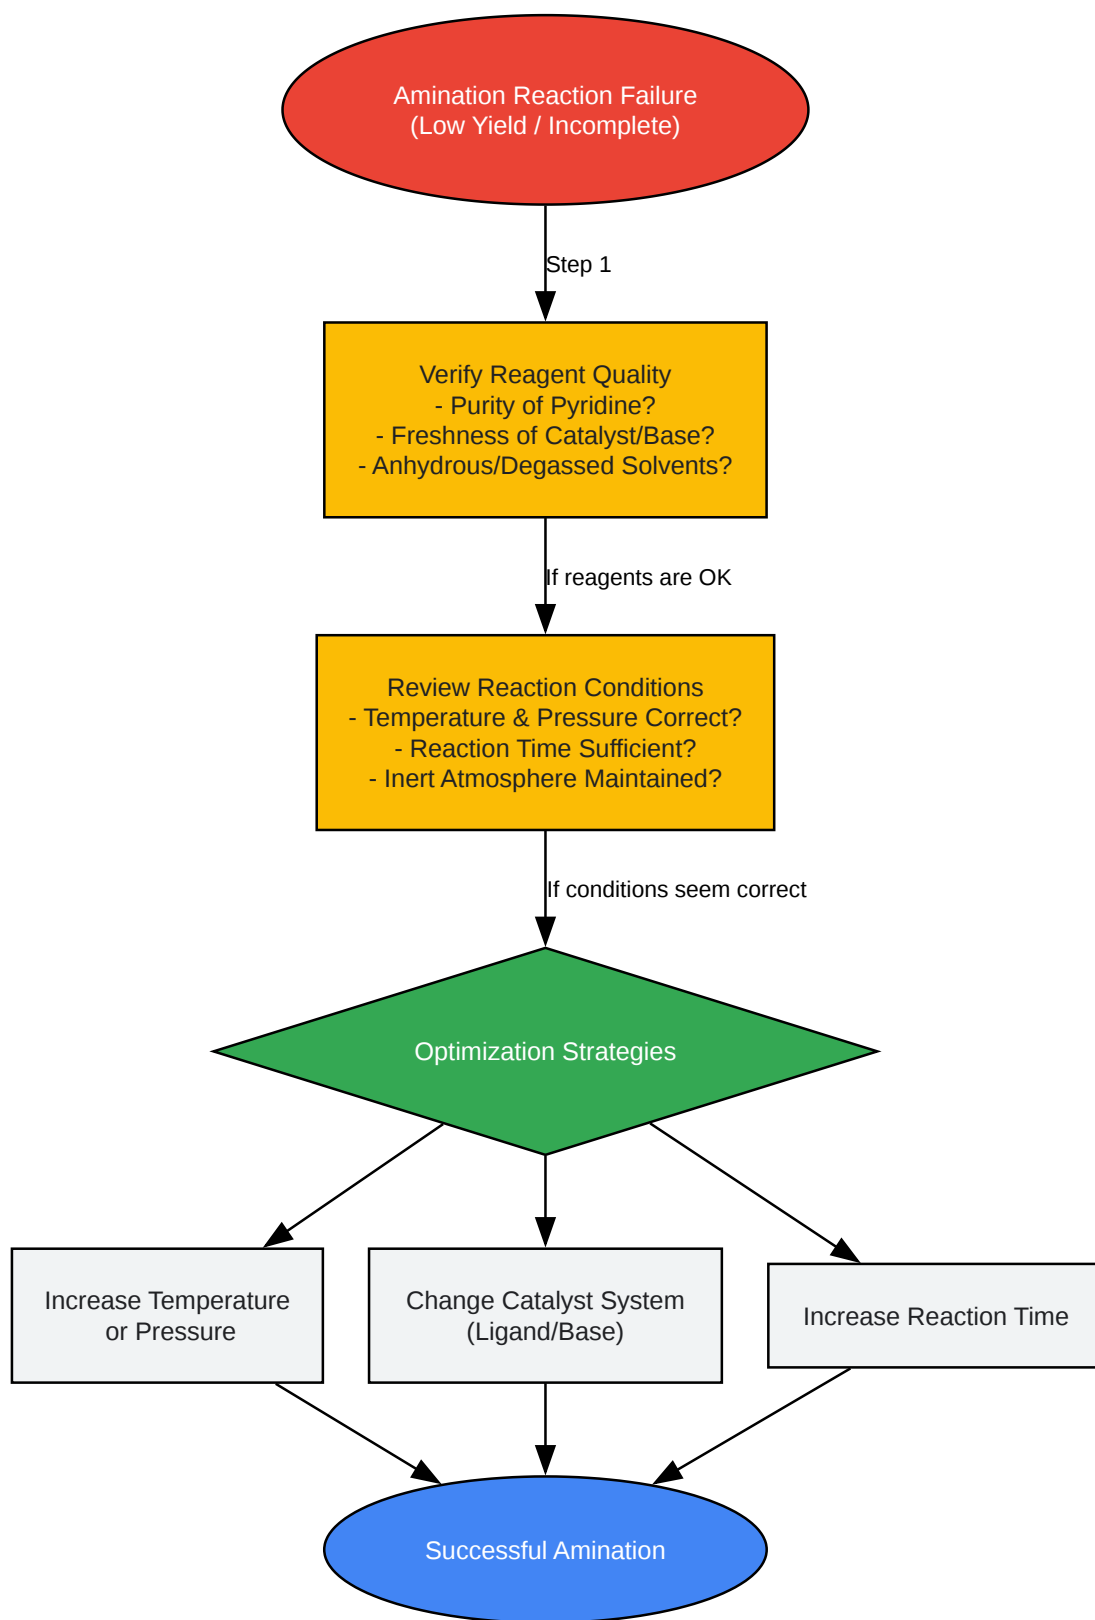 Amination Reaction Failure
(Low Yield / Incomplete)
Step 1
Verify Reagent Quality
- Purity of Pyridine?
- Freshness of Catalyst/Base?
- Anhydrous/Degassed Solvents?
If reagents are OK
Review Reaction Conditions
- Temperature & Pressure Correct?
- Reaction Time Sufficient?
- Inert Atmosphere Maintained?
If conditions seem correct
Optimization Strategies
Increase Temperature
or Pressure
Change Catalyst System
(Ligand/Base)
Increase Reaction Time
Successful Amination